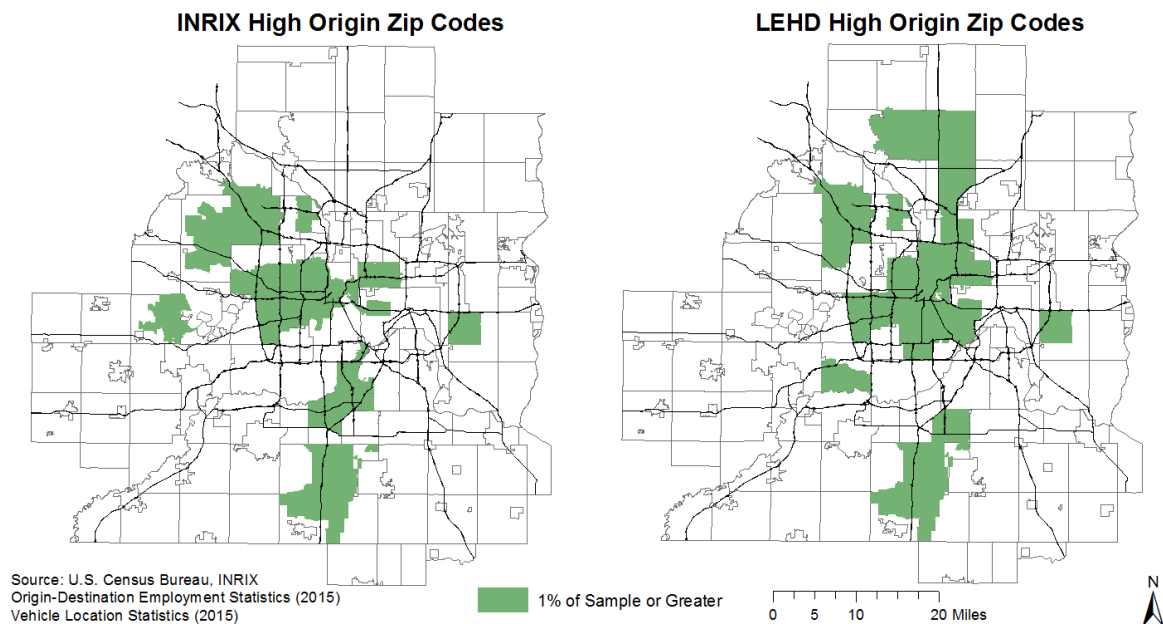 INRIX High Origin Zip Codes
LEHD High Origin Zip Codes
Source: U.S. Census Bureau, INRIX
Origin-Destination Employment Statistics (2015)
Vehicle Location Statistics (2015)
1% of Sample or Greater
0 5 10 20 Miles
N